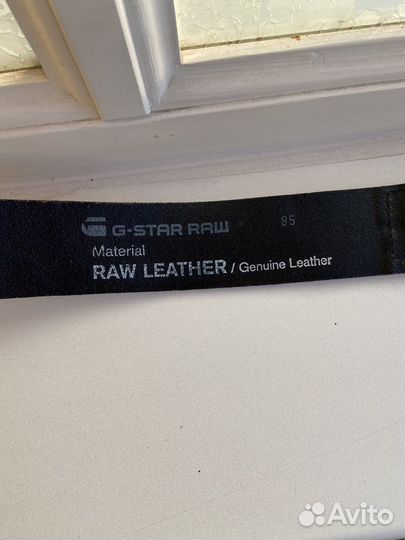 G-STAR RAW 85
Material
RAW LEATHER / Genuine Leather
Avito